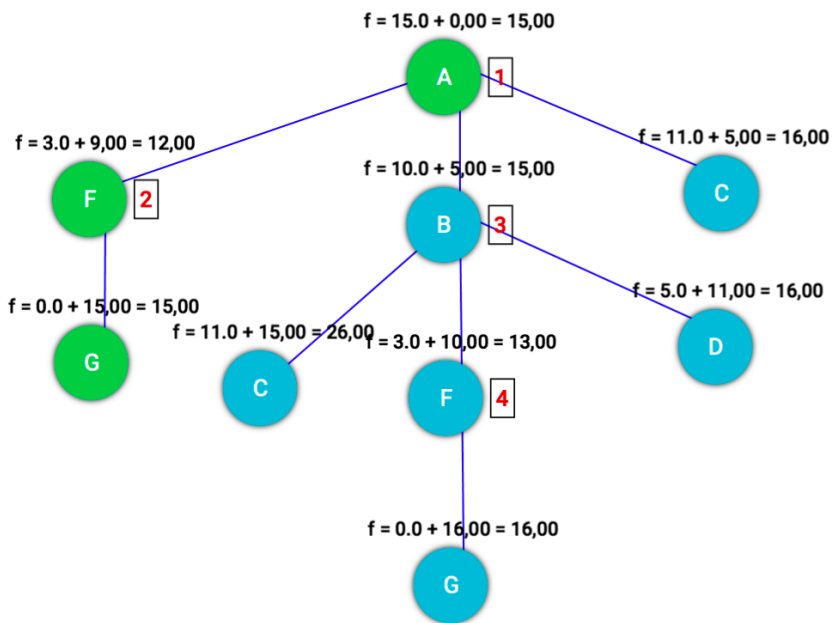 f = 15.0 + 0,00 = 15,00
A
1
f = 3.0 + 9,00 = 12,00
f = 11.0 + 5,00 = 16,00
f = 10.0 + 5,00 = 15,00
F
2
B
3
C
f = 0.0 + 15,00 = 15,00
f = 5.0 + 11,00 = 16,00
f = 11.0 + 15,00 = 26,00
f = 3.0 + 10,00 = 13,00
G
C
F
4
D
f = 0.0 + 16,00 = 16,00
G